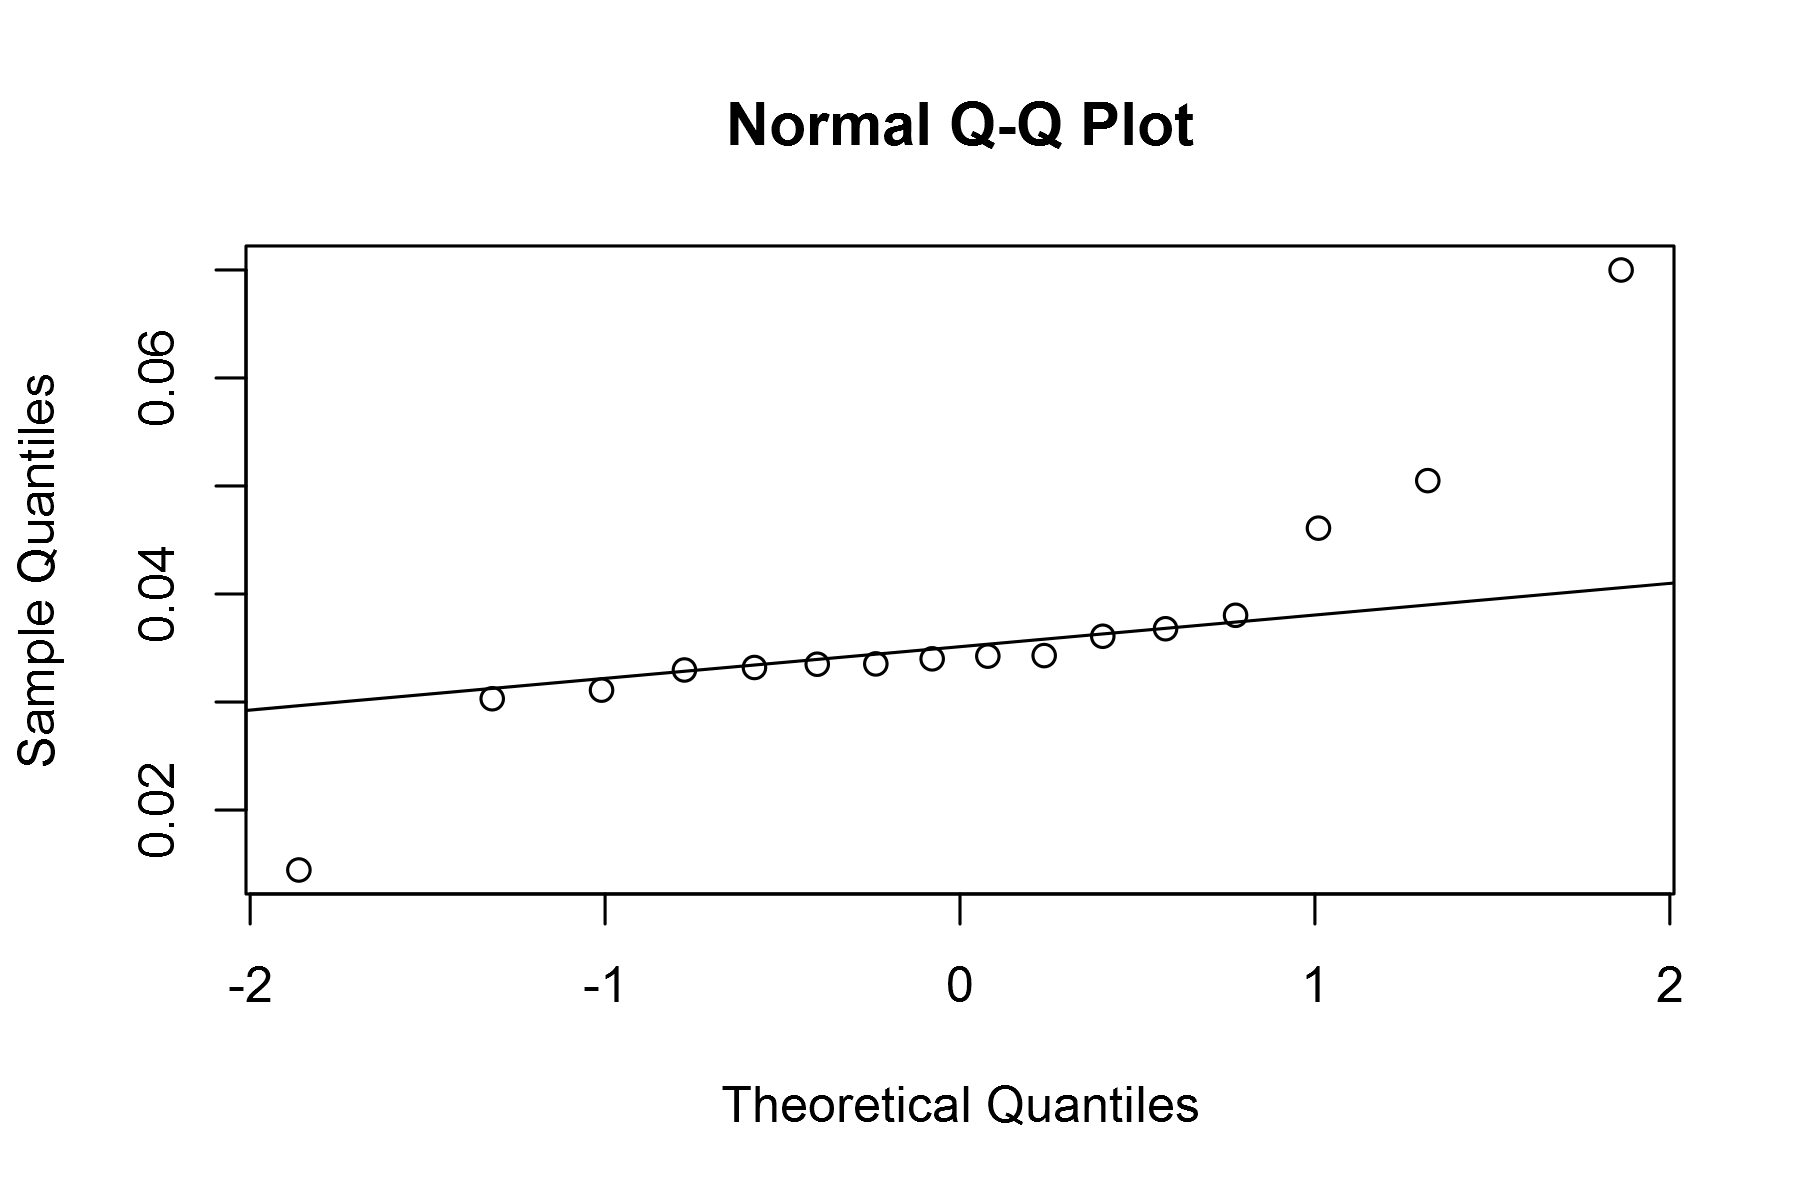 Normal Q-Q Plot
Sample Quantiles
0.06
0.04
0.02
-2 -1 0 1 2
Theoretical Quantiles